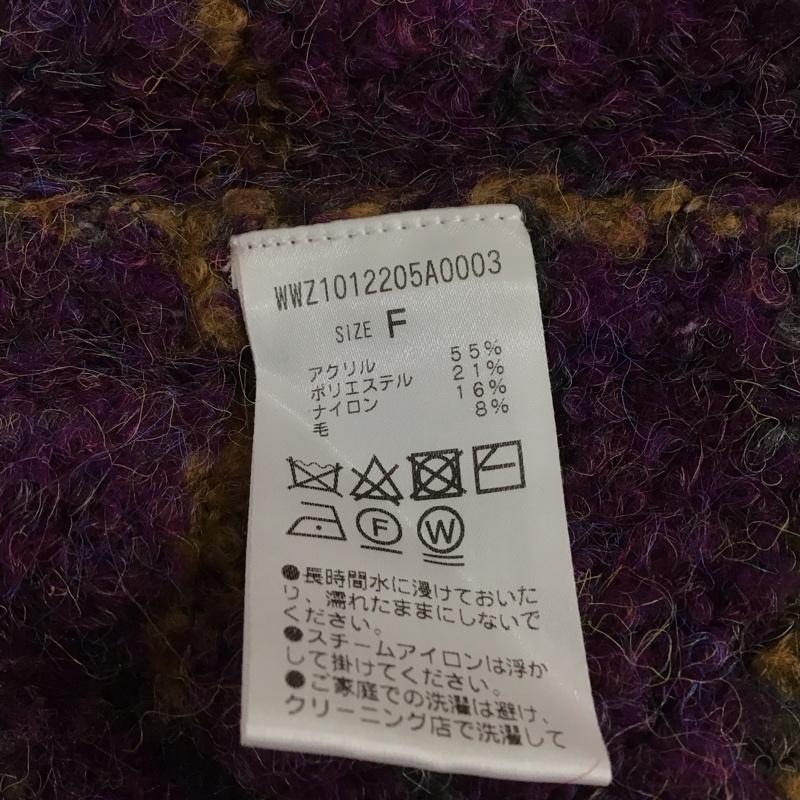 WWZ1012205A0003
SIZE F
アクリル 55%
ポリエステル 21%
ナイロン 16%
毛 8%
F W
●長時間水に浸けておいた
り、濡れたままにしないで
ください。
●スチームアイロンは浮か
して掛けてください。
●ご家庭での洗濯は避け、
クリーニング店で洗濯して